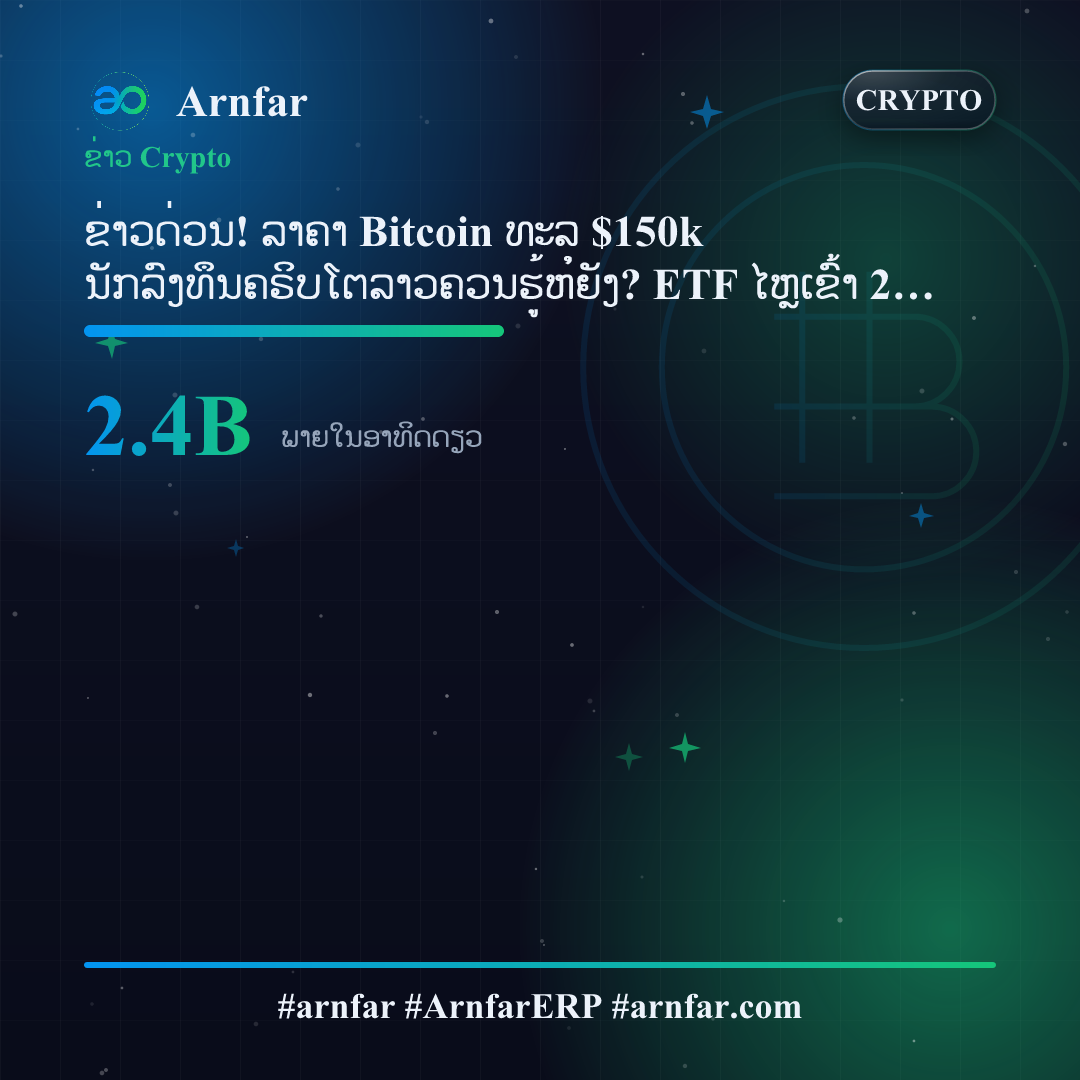 Arnfar
CRYPTO
ຂ່າວ Crypto
ຂ່າວດ່ວນ! ລາຄາ Bitcoin ທະລຸ $150k
ນັກລົງທຶນຄຣິບໂຕລາວຄວນຮູ້ຫຍັງ? ETF ໄຫຼເຂົ້າ 2…
2.4B ພາຍໃນອາທິດດຽວ
#arnfar #ArnfarERP #arnfar.com